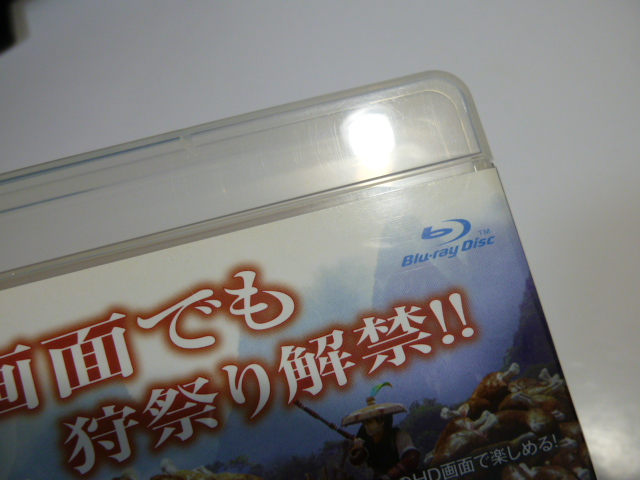 Blu-ray Disc™
画面でも
狩祭り解禁!!
HD画面で楽しめる!